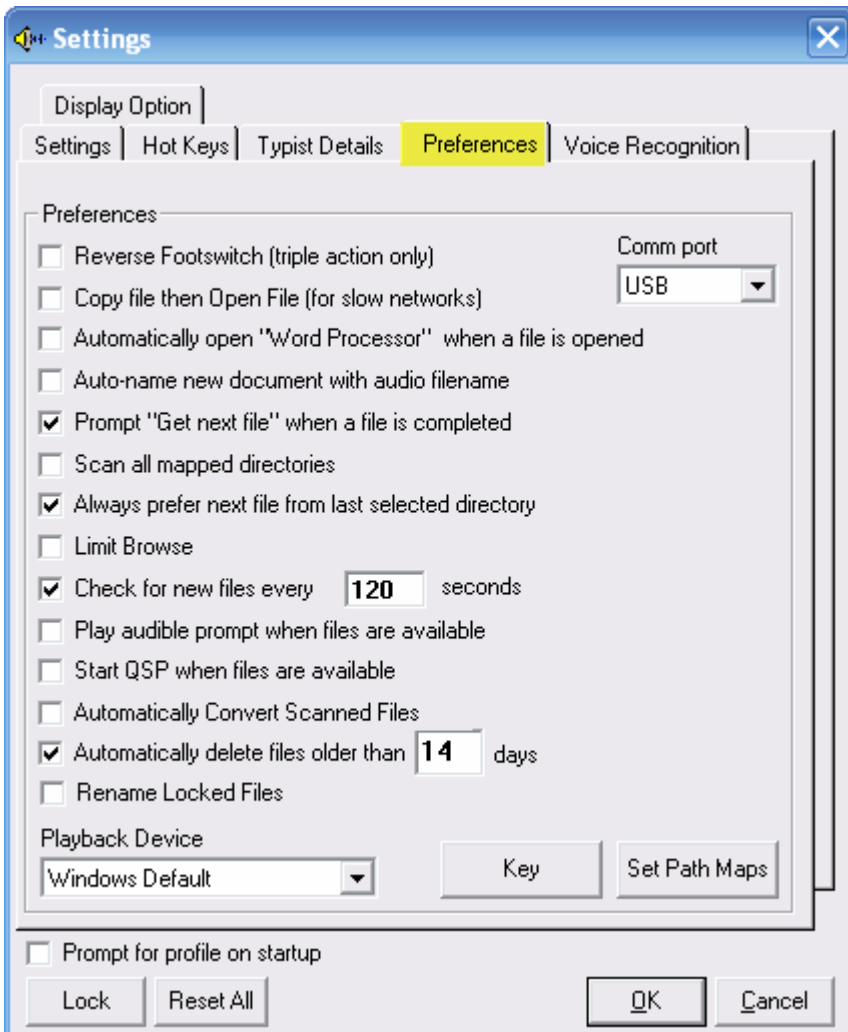 Settings
Display Option
Settings Hot Keys Typist Details Preferences Voice Recognition
Preferences
Comm port
Reverse Footswitch (triple action only)
USB
Copy file then Open File (for slow networks)
Automatically open "Word Processor" when a file is opened
Auto-name new document with audio filename
Prompt "Get next file" when a file is completed
Scan all mapped directories
Always prefer next file from last selected directory
Limit Browse
Check for new files every 120 seconds
Play audible prompt when files are available
Start QSP when files are available
Automatically Convert Scanned Files
Automatically delete files older than 14 days
Rename Locked Files
Playback Device
Windows Default Key Set Path Maps
Prompt for profile on startup
Lock Reset All OK Cancel